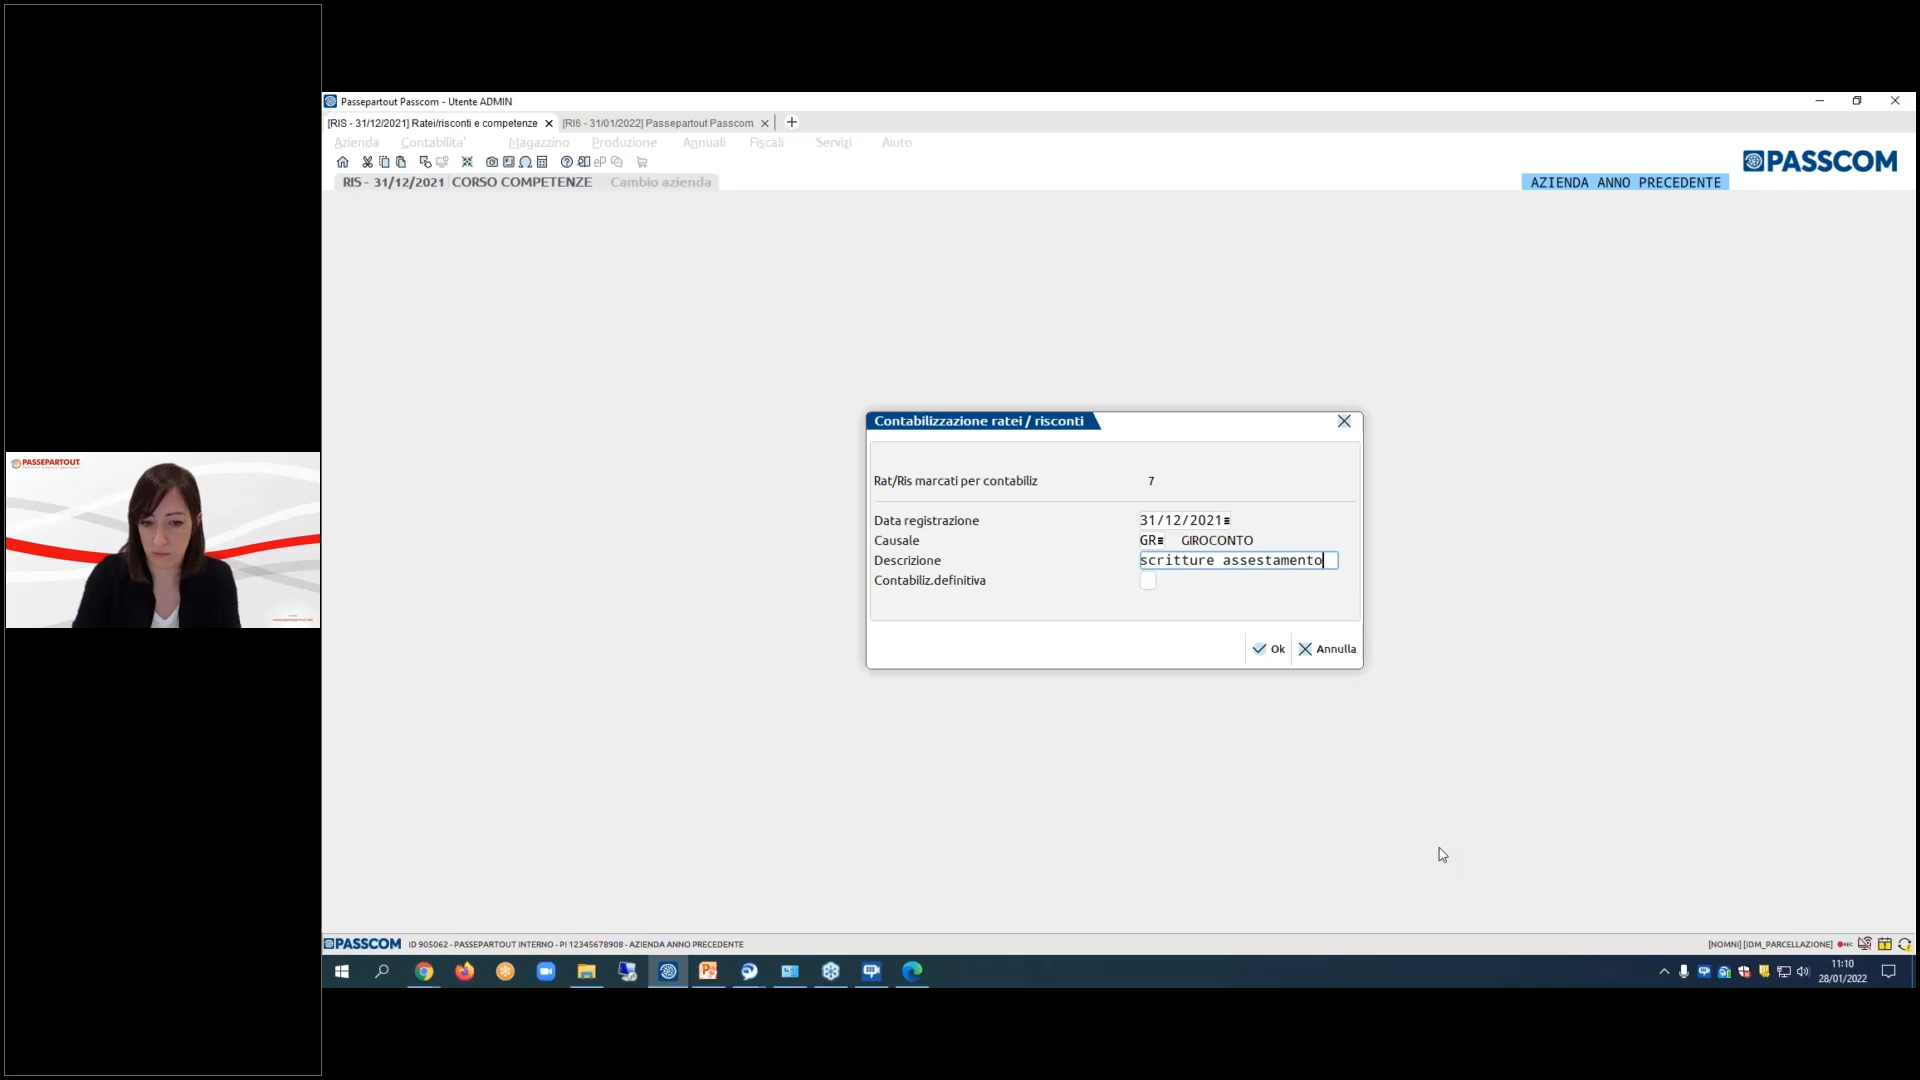 Passepartout Passcom - Utente ADMIN
[RIS - 31/12/2021] Ratei/risconti e competenze
[RI6 - 31/01/2022] Passepartout Passcom
Azienda Contabilita' Magazzino Produzione Annuali Fiscali Servizi Aiuto
PASSCOM
RIS - 31/12/2021 CORSO COMPETENZE Cambio azienda
AZIENDA ANNO PRECEDENTE
Contabilizzazione ratei / risconti
Rat/Ris marcati per contabiliz 7
Data registrazione 31/12/2021
Causale GR GIROCONTO
Descrizione scritture assestamento
Contabiliz.definitiva
Ok Annulla
PASSEPARTOUT
PASSCOM ID 905062 - PASSEPARTOUT INTERNO - PI 12345678908 - AZIENDA ANNO PRECEDENTE
[NOMNI] [IDM_PARCELLAZIONE] REC
11:10
28/01/2022